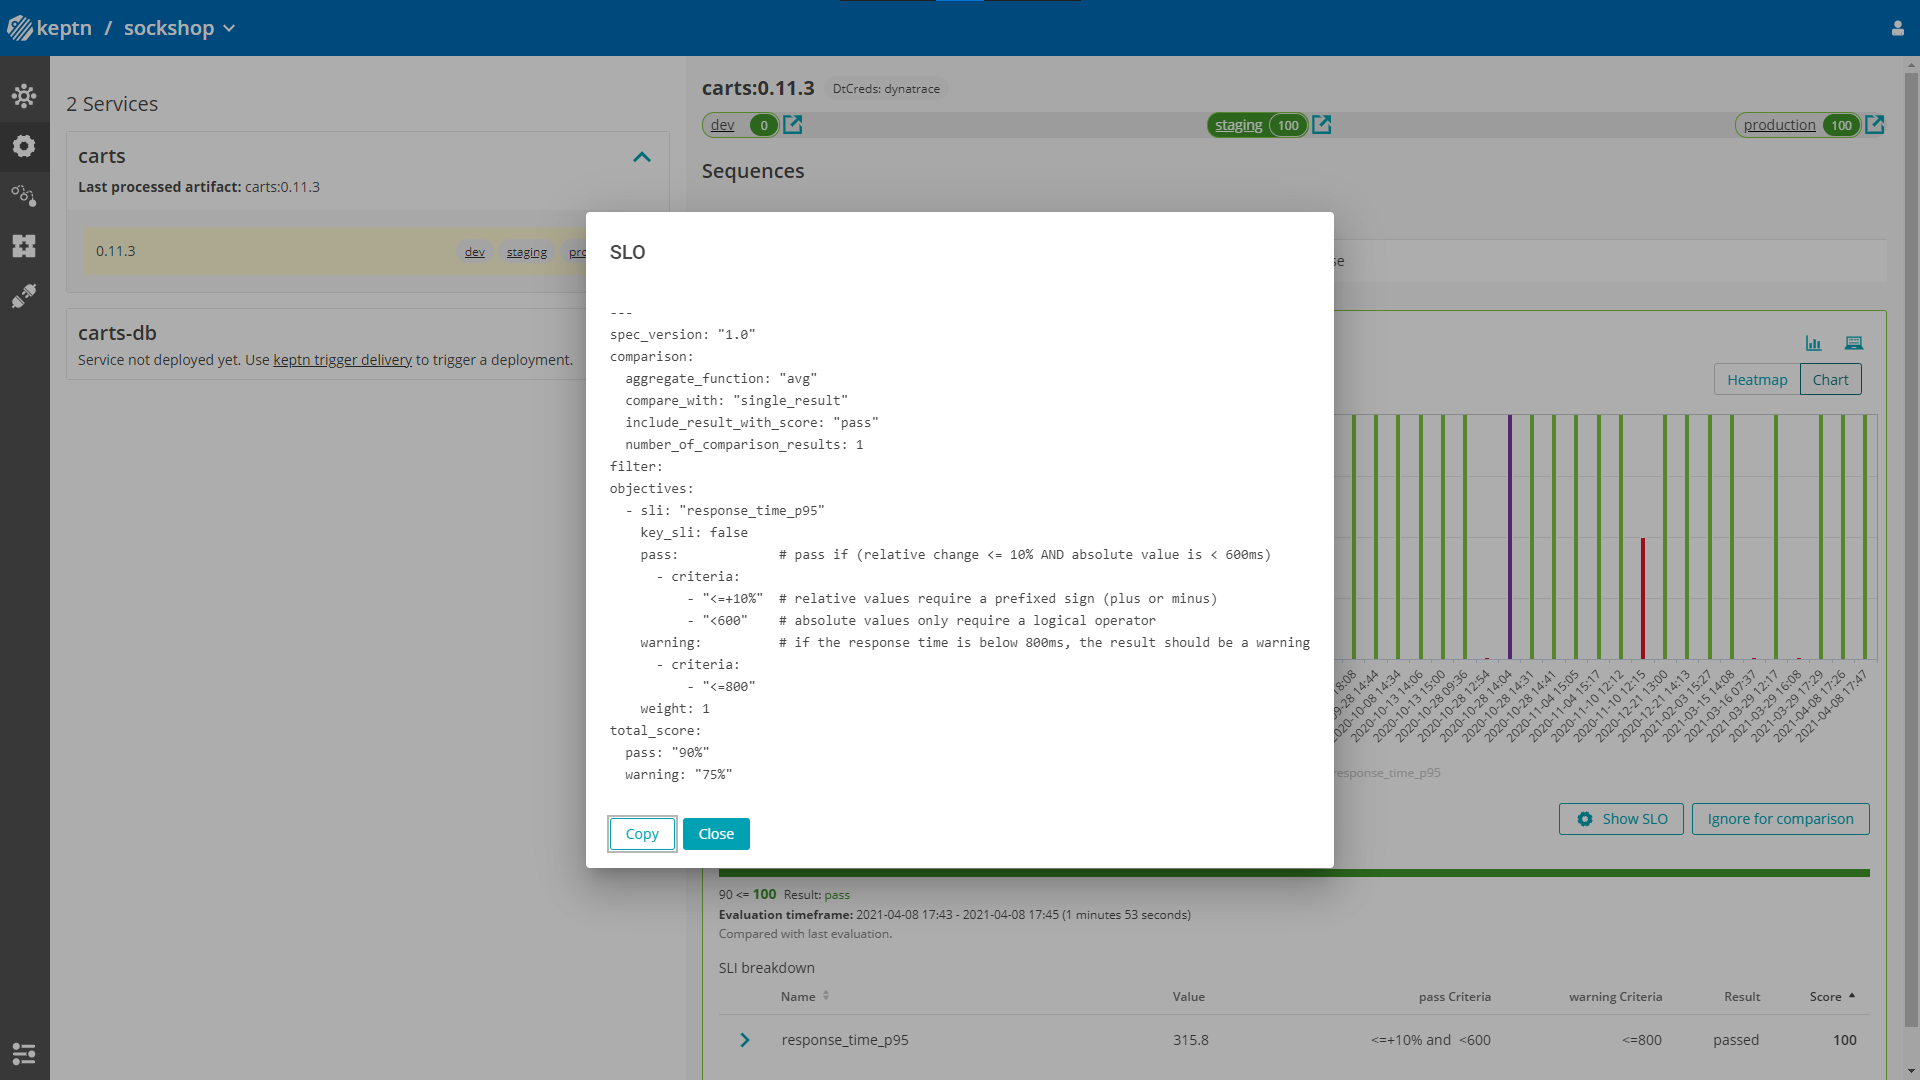 keptn / sockshop
2 Services
carts
Last processed artifact: carts:0.11.3
0.11.3
dev
staging
carts-db
Service not deployed yet. Use keptn trigger delivery to trigger a deployment.
carts:0.11.3
DtCreds: dynatrace
dev 0
staging 100
production 100
Sequences
SLO
---
spec_version: "1.0"
comparison:
  aggregate_function: "avg"
  compare_with: "single_result"
  include_result_with_score: "pass"
  number_of_comparison_results: 1
filter:
objectives:
  - sli: "response_time_p95"
    key_sli: false
    pass:             # pass if (relative change <= 10% AND absolute value is < 600ms)
      - criteria:
          - "<=+10%"  # relative values require a prefixed sign (plus or minus)
          - "<600"    # absolute values only require a logical operator
    warning:          # if the response time is below 800ms, the result should be a warning
      - criteria:
          - "<=800"
    weight: 1
total_score:
  pass: "90%"
  warning: "75%"
Copy
Close
Heatmap
Chart
2020-10-08 14:34
2020-10-13 14:06
2020-10-13 15:00
2020-10-28 09:36
2020-10-28 12:54
2020-10-28 14:04
2020-10-28 14:31
2020-10-28 14:41
2020-11-04 15:05
2020-11-04 15:17
2020-11-10 12:12
2020-11-10 12:15
2020-12-21 13:00
2020-12-21 14:13
2021-02-03 15:27
2021-03-15 14:08
2021-03-16 07:37
2021-03-29 12:17
2021-03-29 16:08
2021-03-29 17:29
2021-04-08 17:26
2021-04-08 17:47
response_time_p95
Show SLO
Ignore for comparison
90 <= 100 Result: pass
Evaluation timeframe: 2021-04-08 17:43 - 2021-04-08 17:45 (1 minutes 53 seconds)
Compared with last evaluation.
SLI breakdown
Name Value pass Criteria warning Criteria Result Score
response_time_p95 315.8 <=+10% and <600 <=800 passed 100